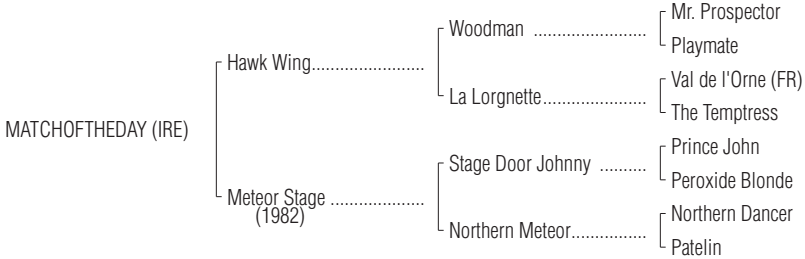 Mr. Prospector
Woodman ........................
Playmate
Hawk Wing........................
Val de l'Orne (FR)
La Lorgnette......................
The Temptress
MATCHOFTHEDAY (IRE)
Prince John
Stage Door Johnny ..........
Peroxide Blonde
Meteor Stage ....................
(1982)
Northern Dancer
Northern Meteor................
Patelin